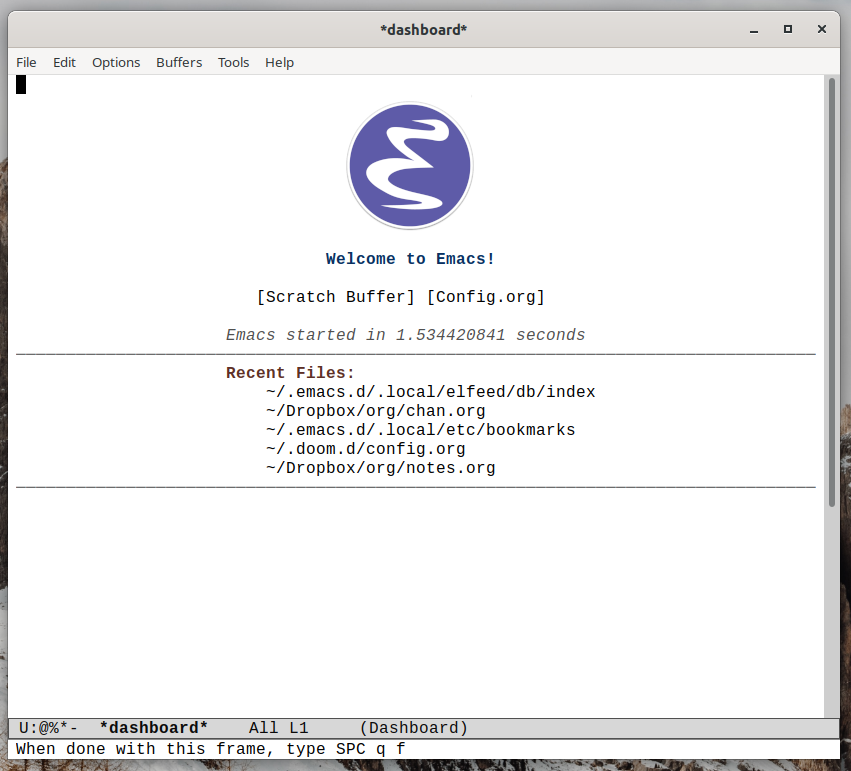 *dashboard*
File Edit Options Buffers Tools Help
Welcome to Emacs!
[Scratch Buffer] [Config.org]
Emacs started in 1.534420841 seconds
Recent Files:
~/.emacs.d/.local/elfeed/db/index
~/Dropbox/org/chan.org
~/.emacs.d/.local/etc/bookmarks
~/.doom.d/config.org
~/Dropbox/org/notes.org
U:@%*- *dashboard* All L1 (Dashboard)
When done with this frame, type SPC q f